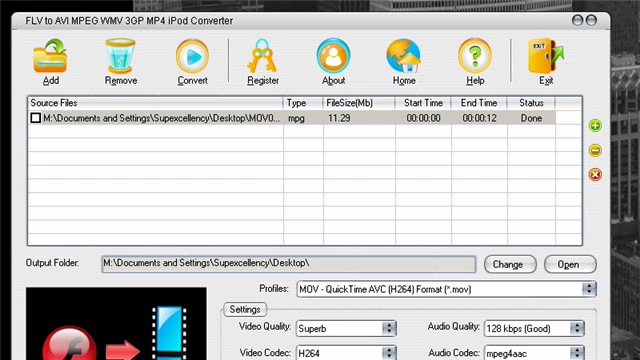 FLV to AVI MPEG WMV 3GP MP4 iPod Converter
Add Remove Convert Register About Home Help Exit
EXIT
Source Files Type FileSize(Mb) Start Time End Time Status
M:\Documents and Settings\Supexcellency\Desktop\MOV0... mpg 11.29 00:00:00 00:00:12 Done
Output Folder: M:\Documents and Settings\Supexcellency\Desktop\ Change Open
Profiles: MOV - QuickTime AVC (H264) Format (*.mov)
Settings
Video Quality: Superb Audio Quality: 128 kbps (Good)
Video Codec: H264 Audio Codec: mpeg4aac